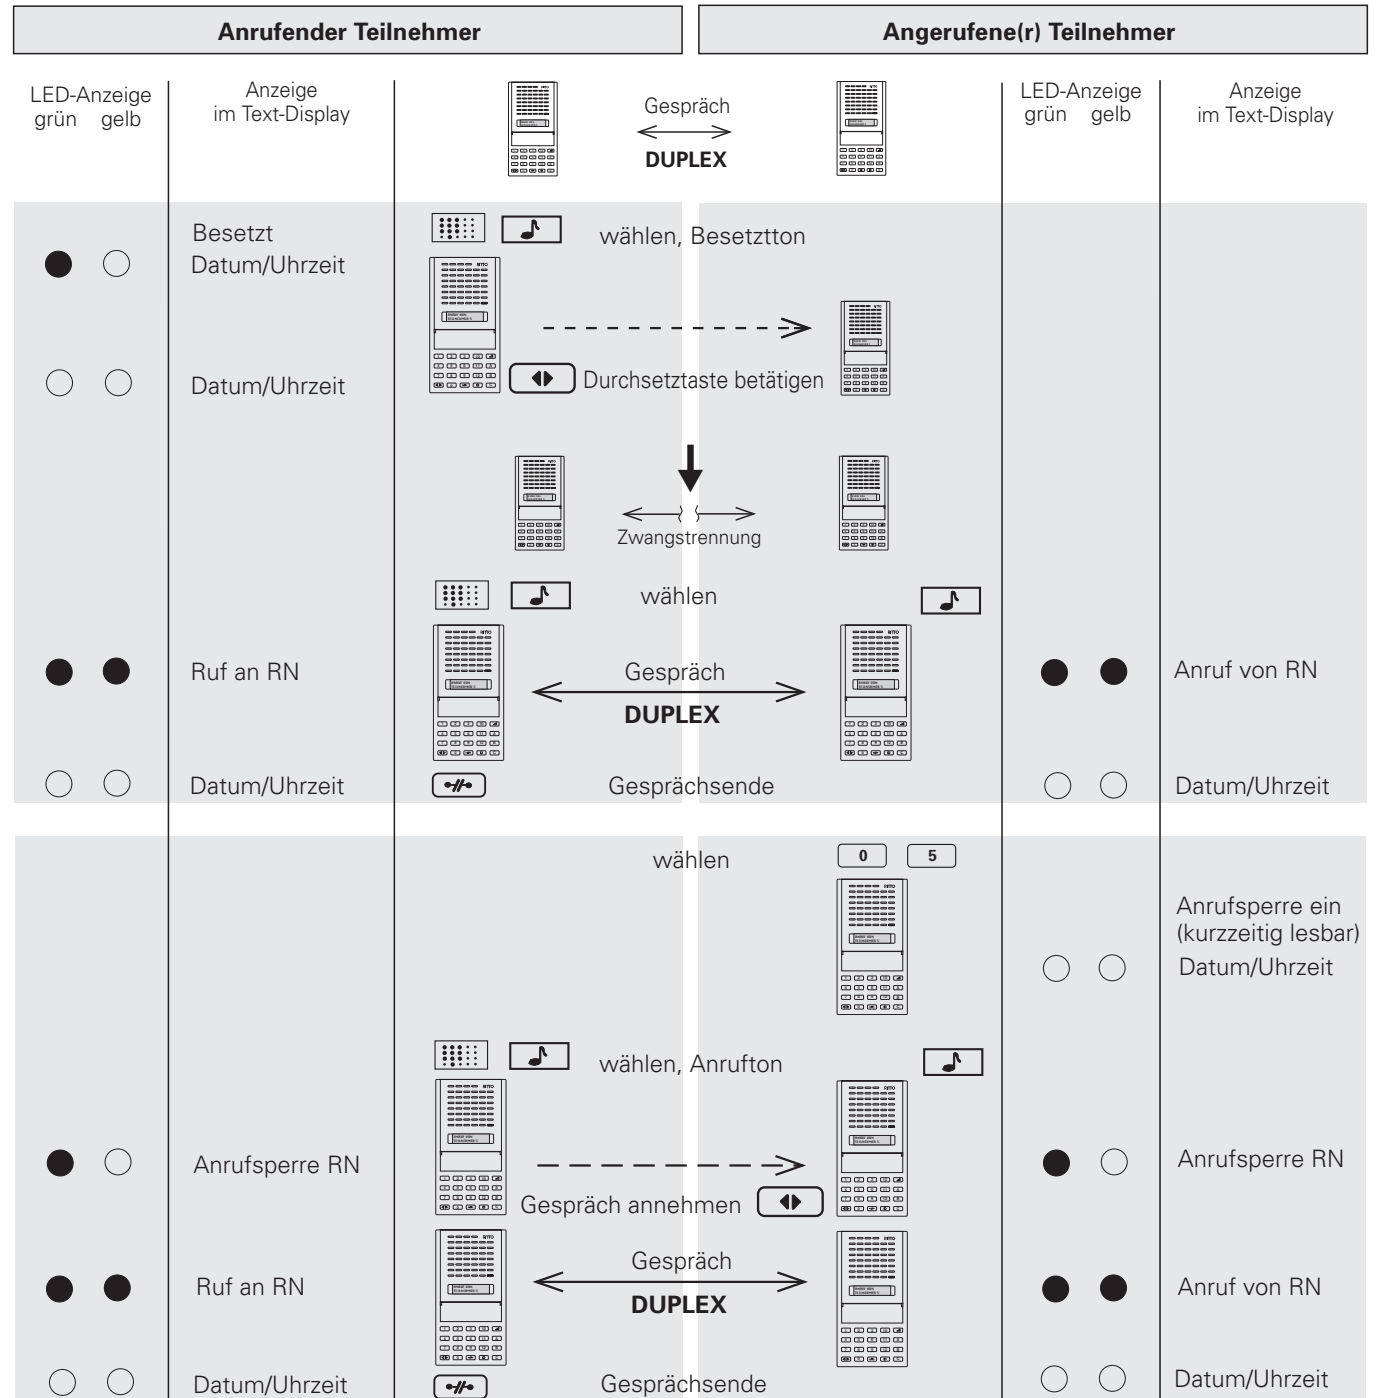 Anrufender Teilnehmer
Angerufene(r) Teilnehmer
LED-Anzeige
grün gelb
Anzeige
im Text-Display
Gespräch
DUPLEX
LED-Anzeige
grün gelb
Anzeige
im Text-Display
Besetzt
Datum/Uhrzeit
wählen, Besetztton
Datum/Uhrzeit
Durchsetztaste betätigen
Zwangstrennung
wählen
Ruf an RN
Gespräch
DUPLEX
Anruf von RN
Datum/Uhrzeit
Gesprächsende
Datum/Uhrzeit
wählen
0 5
Anrufsperre ein
(kurzzeitig lesbar)
Datum/Uhrzeit
wählen, Anrufton
Anrufsperre RN
Gespräch annehmen
Anrufsperre RN
Ruf an RN
Gespräch
DUPLEX
Anruf von RN
Datum/Uhrzeit
Gesprächsende
Datum/Uhrzeit